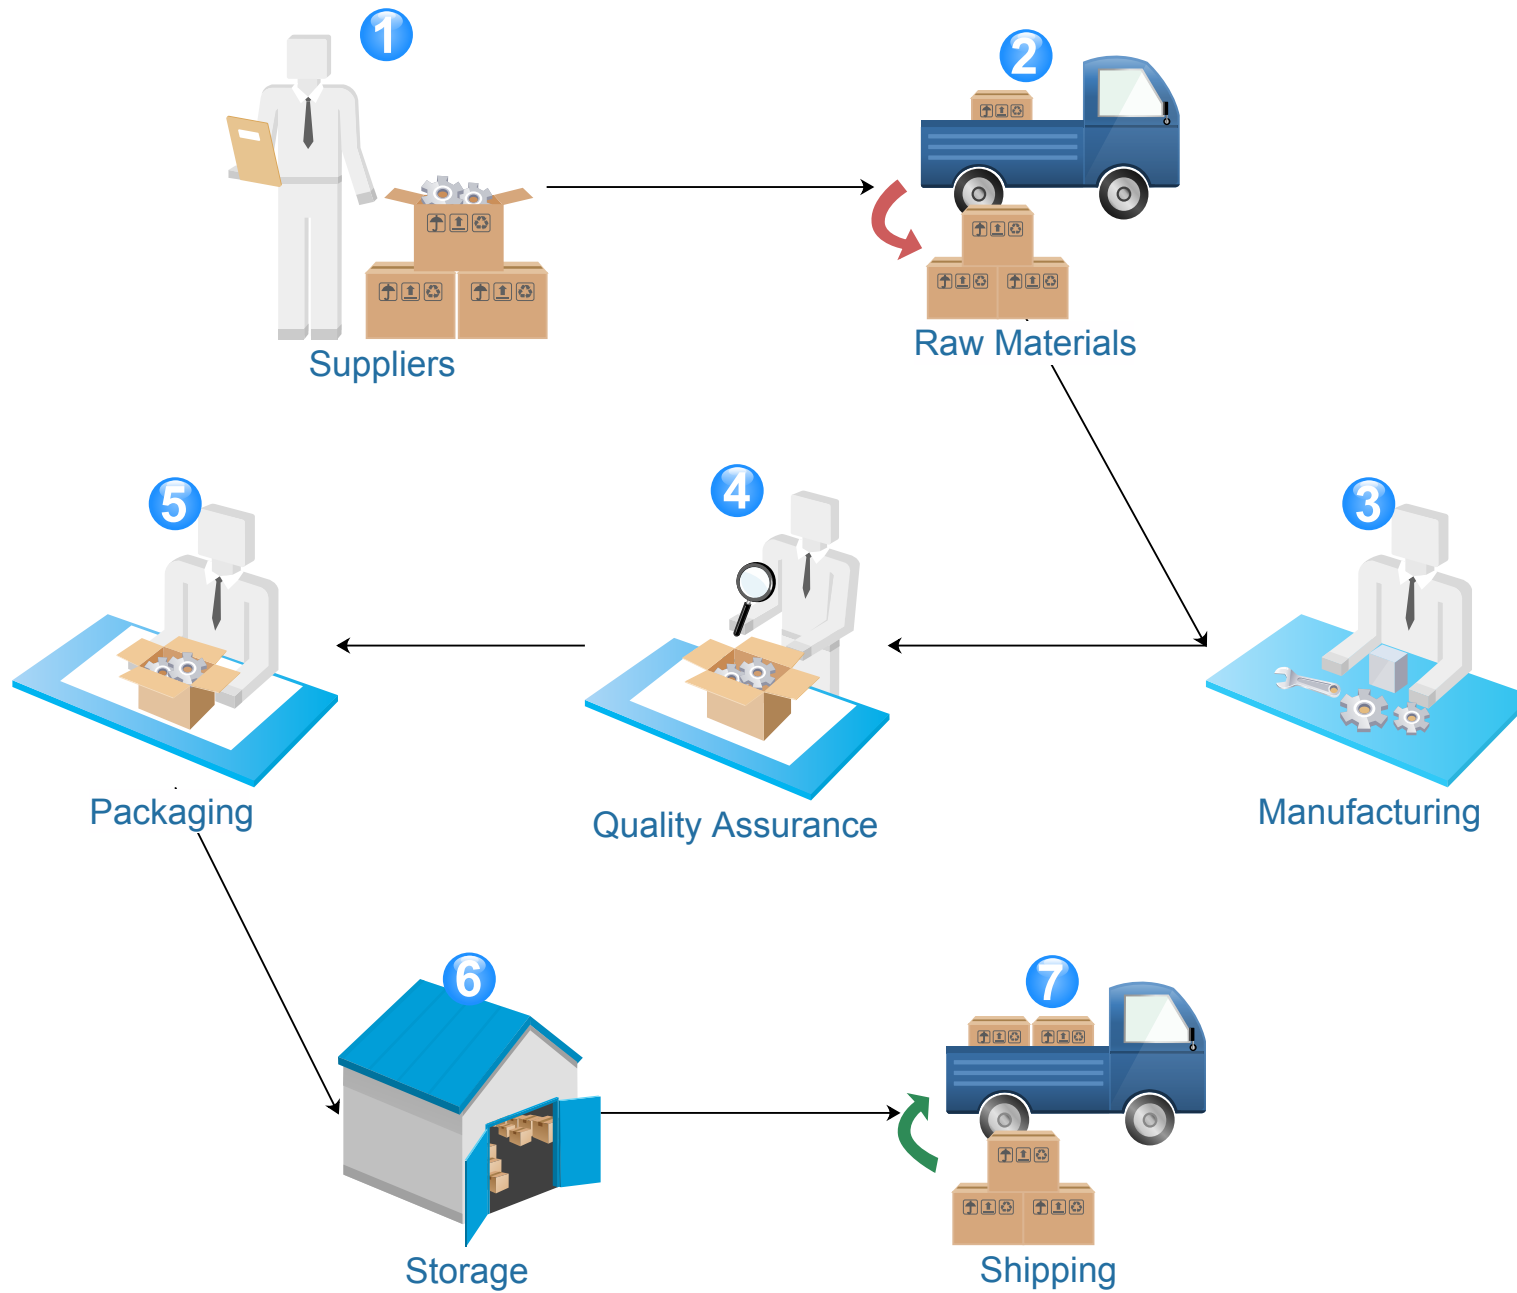 1
2
Suppliers
Raw Materials
5
4
3
Packaging
Quality Assurance
Manufacturing
6
7
Storage
Shipping